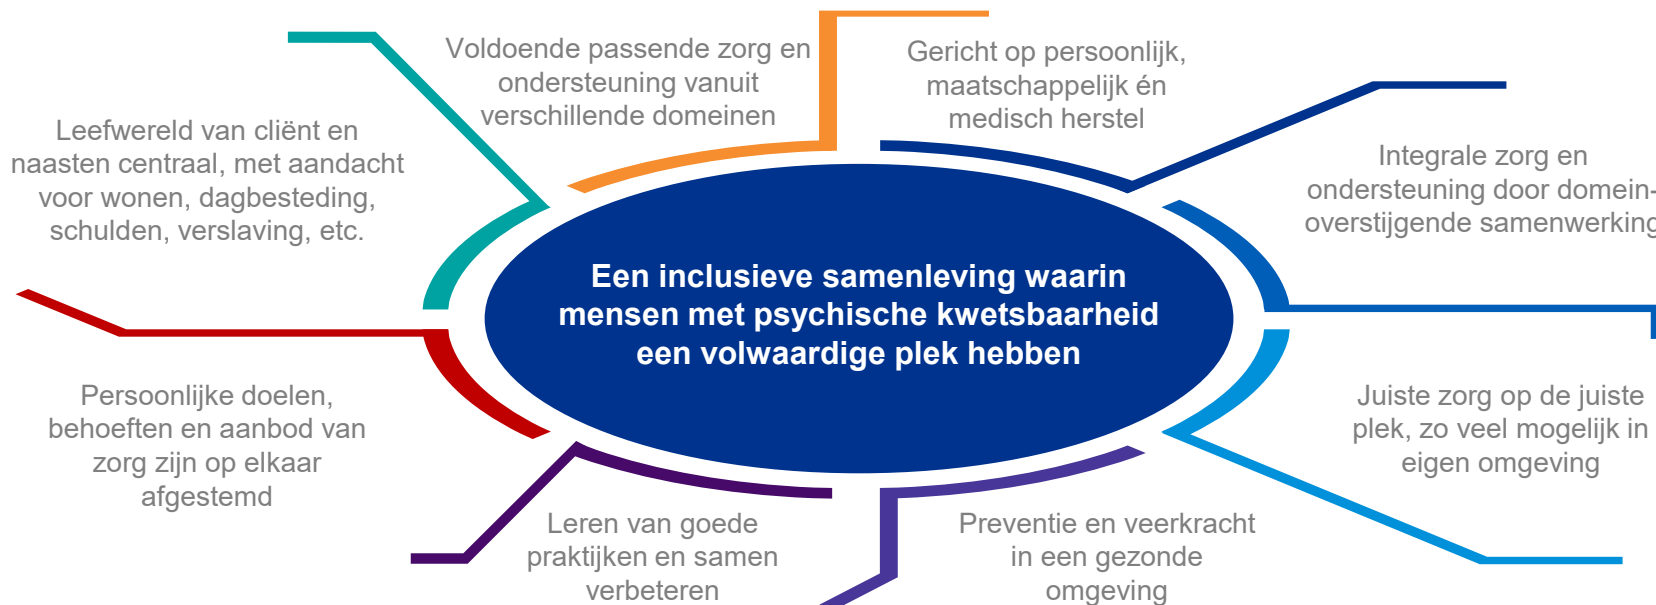 Voldoende passende zorg en
ondersteuning vanuit
verschillende domeinen
Gericht op persoonlijk,
maatschappelijk én
medisch herstel
Leefwereld van cliënt en
naasten centraal, met aandacht
voor wonen, dagbesteding,
schulden, verslaving, etc.
Integrale zorg en
ondersteuning door domein-
overstijgende samenwerking
Een inclusieve samenleving waarin
mensen met psychische kwetsbaarheid
een volwaardige plek hebben
Persoonlijke doelen,
behoeften en aanbod van
zorg zijn op elkaar
afgestemd
Juiste zorg op de juiste
plek, zo veel mogelijk in
eigen omgeving
Leren van goede
praktijken en samen
verbeteren
Preventie en veerkracht
in een gezonde
omgeving